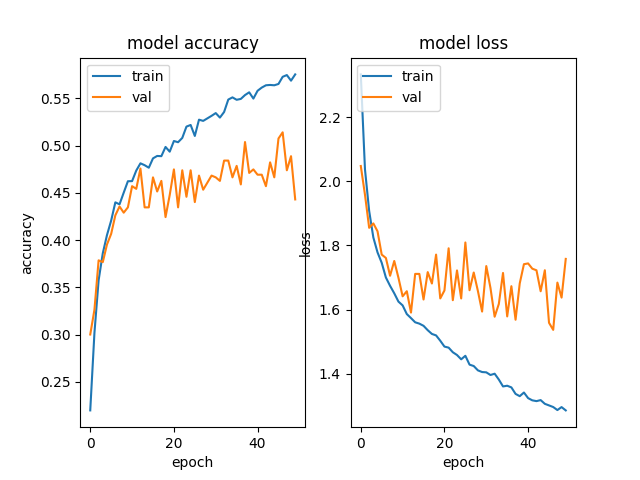 model accuracy
train
val
0.55
0.50
0.45
0.40
0.35
0.30
0.25
accuracy
0
20
40
epoch
model loss
train
val
2.2
2.0
1.8
1.6
1.4
loss
0
20
40
epoch